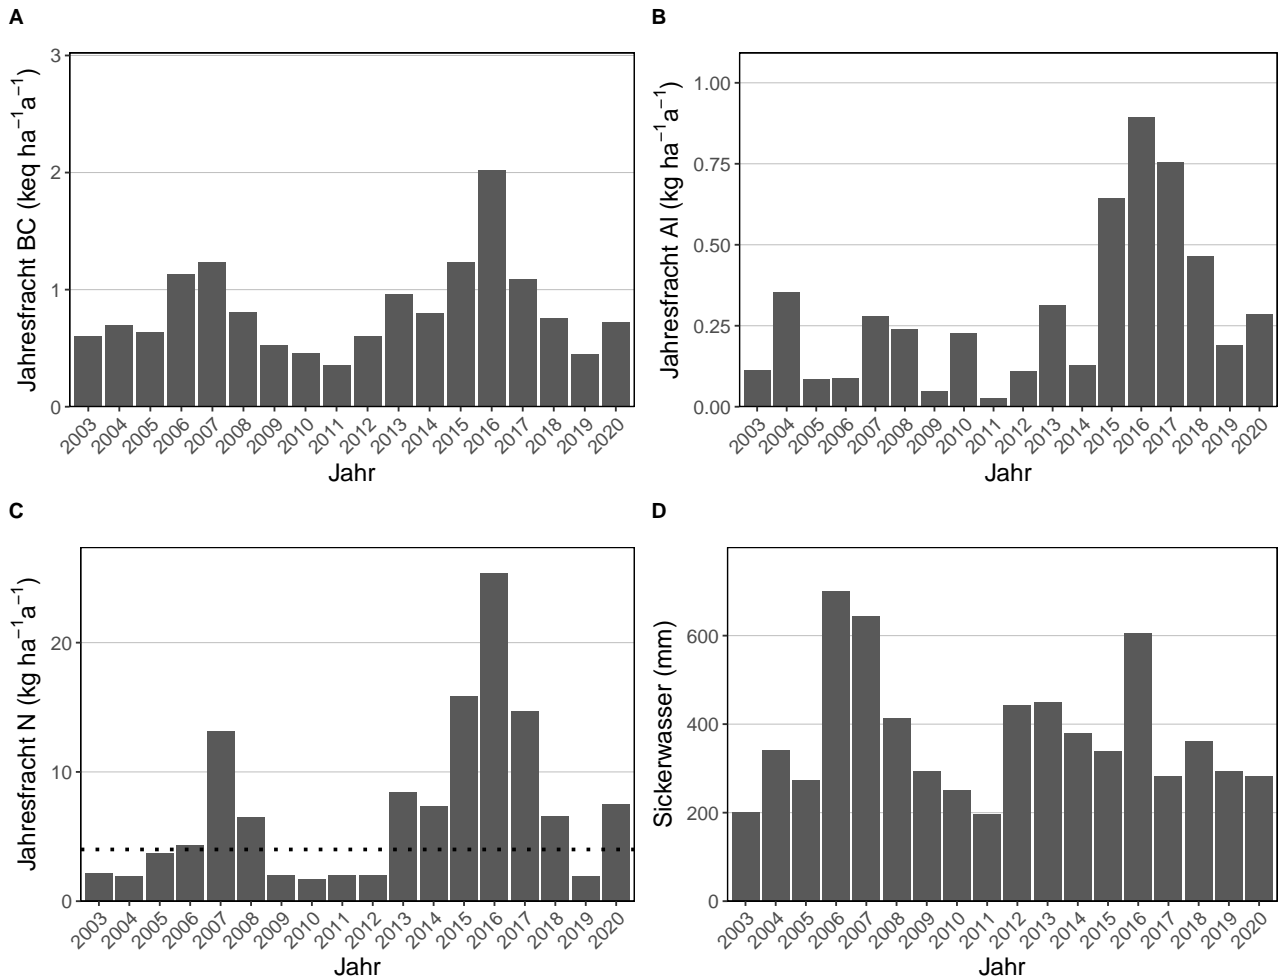 A
Jahresfracht BC (keq ha⁻¹a⁻¹)
3
2
1
0
2003 2004 2005 2006 2007 2008 2009 2010 2011 2012 2013 2014 2015 2016 2017 2018 2019 2020
Jahr
B
Jahresfracht Al (kg ha⁻¹a⁻¹)
1.00
0.75
0.50
0.25
0.00
2003 2004 2005 2006 2007 2008 2009 2010 2011 2012 2013 2014 2015 2016 2017 2018 2019 2020
Jahr
C
Jahresfracht N (kg ha⁻¹a⁻¹)
20
10
0
2003 2004 2005 2006 2007 2008 2009 2010 2011 2012 2013 2014 2015 2016 2017 2018 2019 2020
Jahr
D
Sickerwasser (mm)
600
400
200
0
2003 2004 2005 2006 2007 2008 2009 2010 2011 2012 2013 2014 2015 2016 2017 2018 2019 2020
Jahr